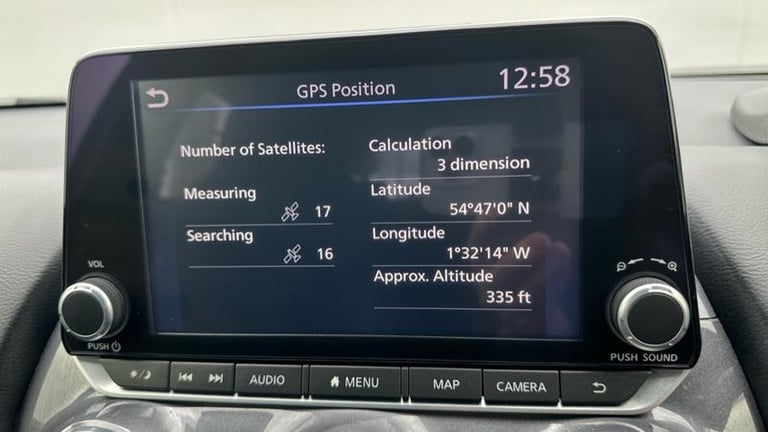 GPS Position
12:58
Number of Satellites:
Measuring
17
Searching
16
Calculation
3 dimension
Latitude
54°47'0" N
Longitude
1°32'14" W
Approx. Altitude
335 ft
VOL
PUSH
PUSH SOUND
AUDIO
MENU
MAP
CAMERA